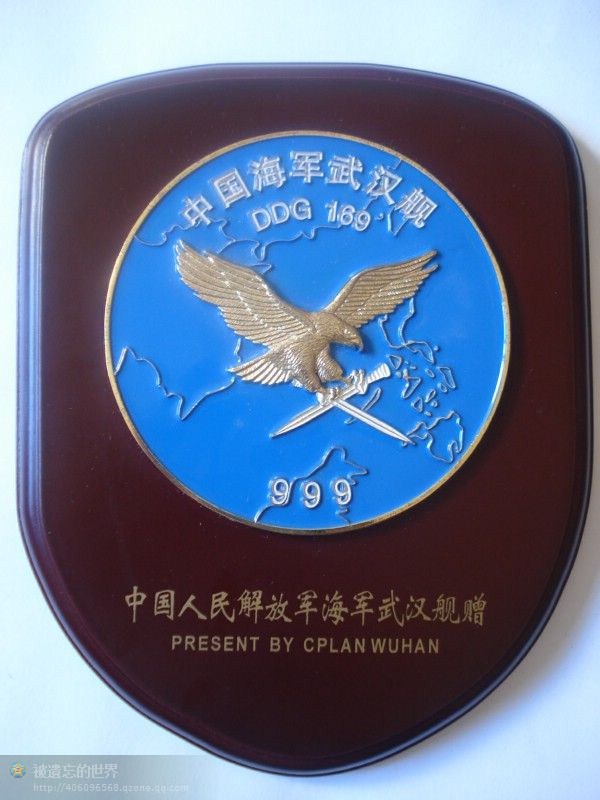 中国海军武汉舰
DDG 169
999
中国人民解放军海军武汉舰赠
PRESENT BY CPLAN WUHAN
被遗忘的世界
http://406096568.qzone.qq.com